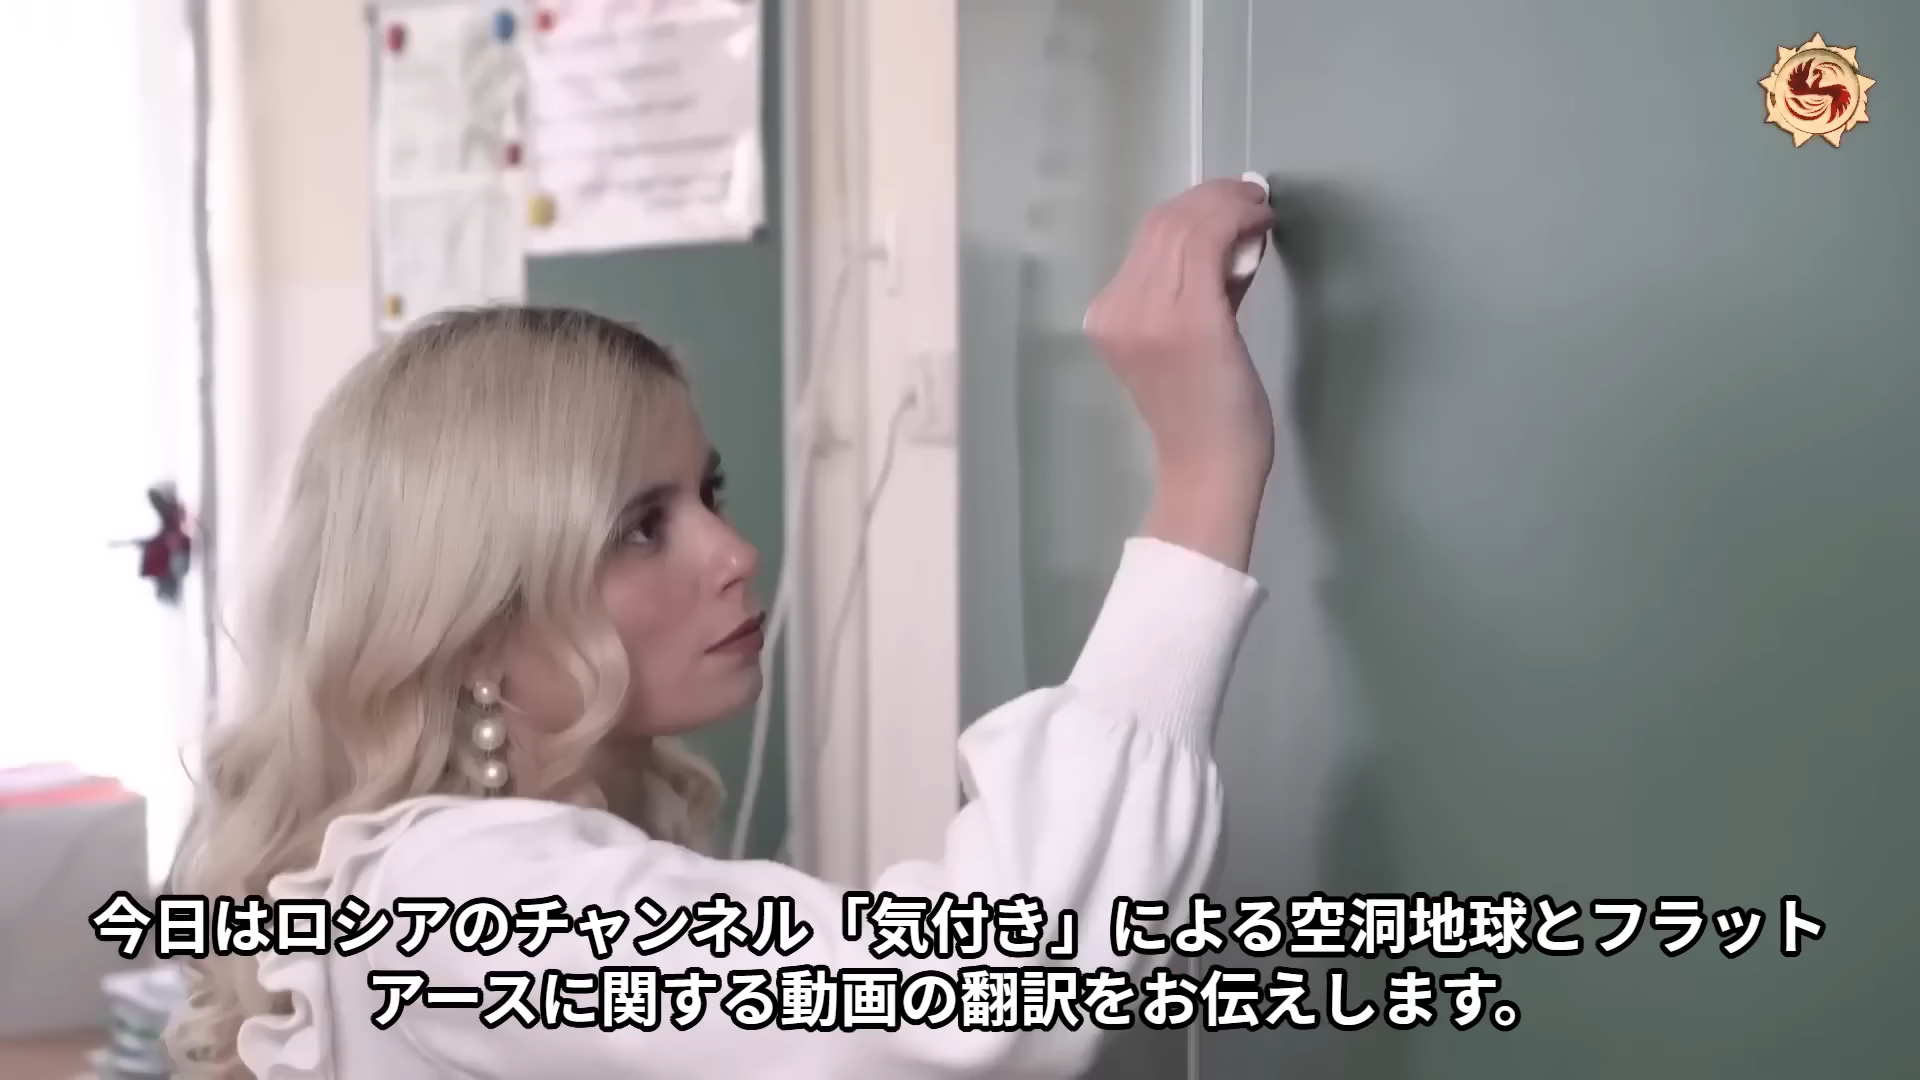 今日はロシアのチャンネル「気付き」による空洞地球とフラット
アースに関する動画の翻訳をお伝えします。